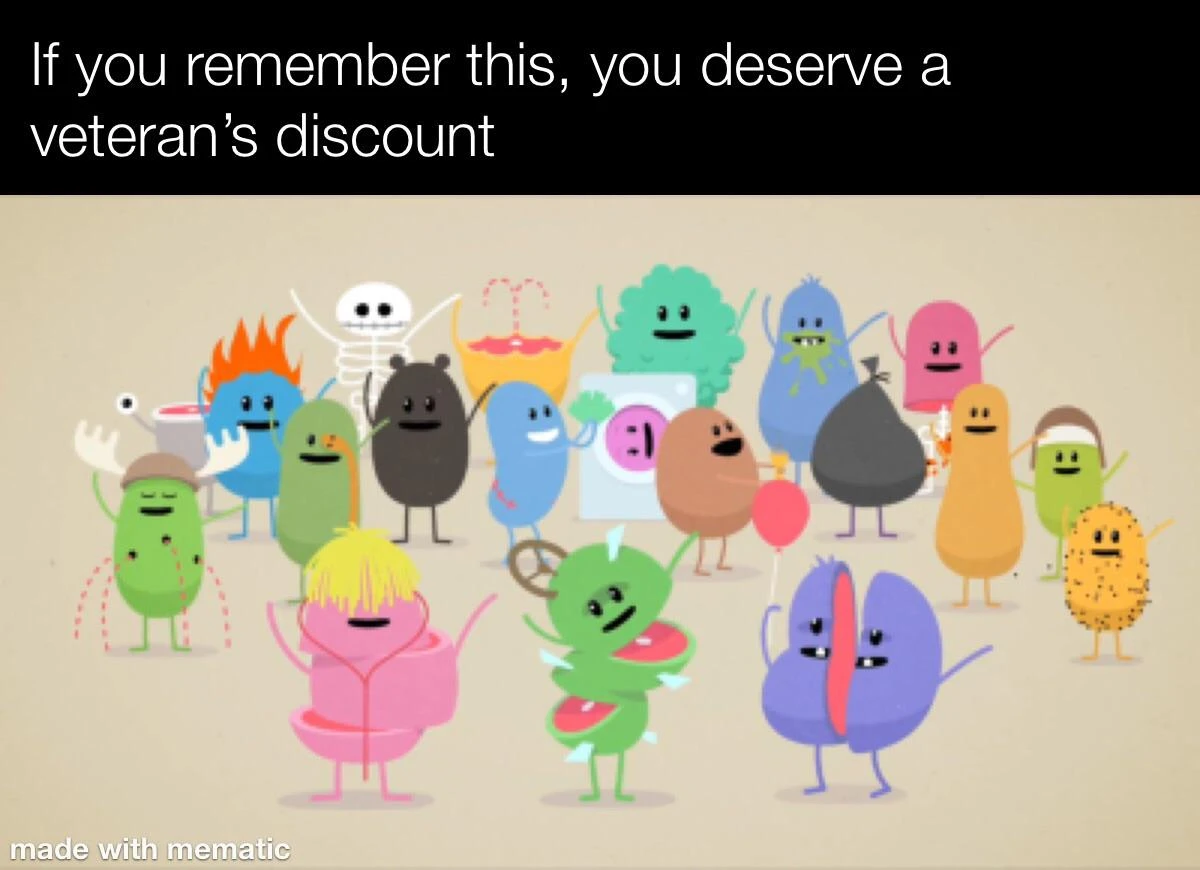 If you remember this, you deserve a
veteran’s discount
made with mematic